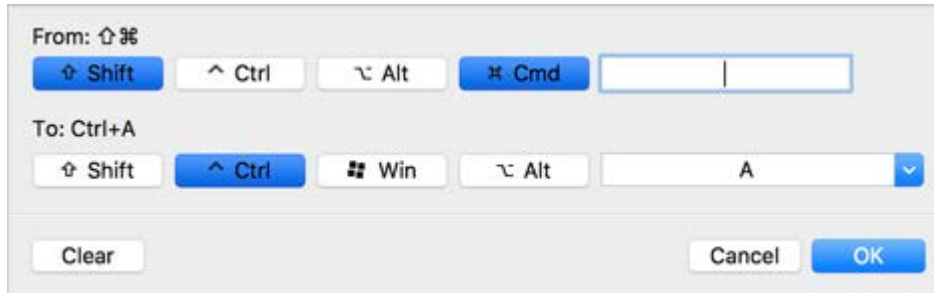 From: ⇧⌘
⇧ Shift ^ Ctrl ⌥ Alt ⌘ Cmd
To: Ctrl+A
⇧ Shift ^ Ctrl Win ⌥ Alt A
Clear Cancel OK